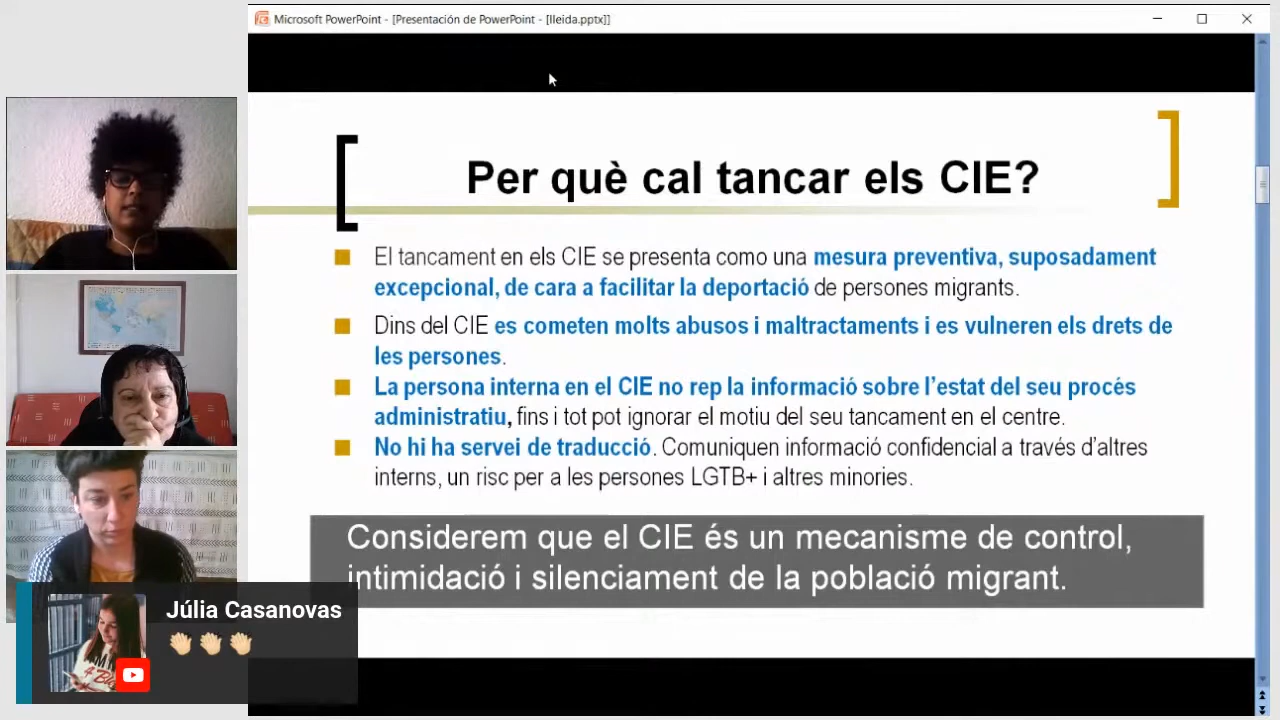 Microsoft PowerPoint - [Presentación de PowerPoint - [lleida.pptx]]
Per què cal tancar els CIE?
El tancament en els CIE se presenta como una mesura preventiva, suposadament
excepcional, de cara a facilitar la deportació de persones migrants.
Dins del CIE es cometen molts abusos i maltractaments i es vulneren els drets de
les persones.
La persona interna en el CIE no rep la informació sobre l’estat del seu procés
administratiu, fins i tot pot ignorar el motiu del seu tancament en el centre.
No hi ha servei de traducció. Comuniquen informació confidencial a través d’altres
interns, un risc per a les persones LGTB+ i altres minories.
Considerem que el CIE és un mecanisme de control,
intimidació i silenciament de la població migrant.
Júlia Casanovas
👏🏻 👏🏻 👏🏻